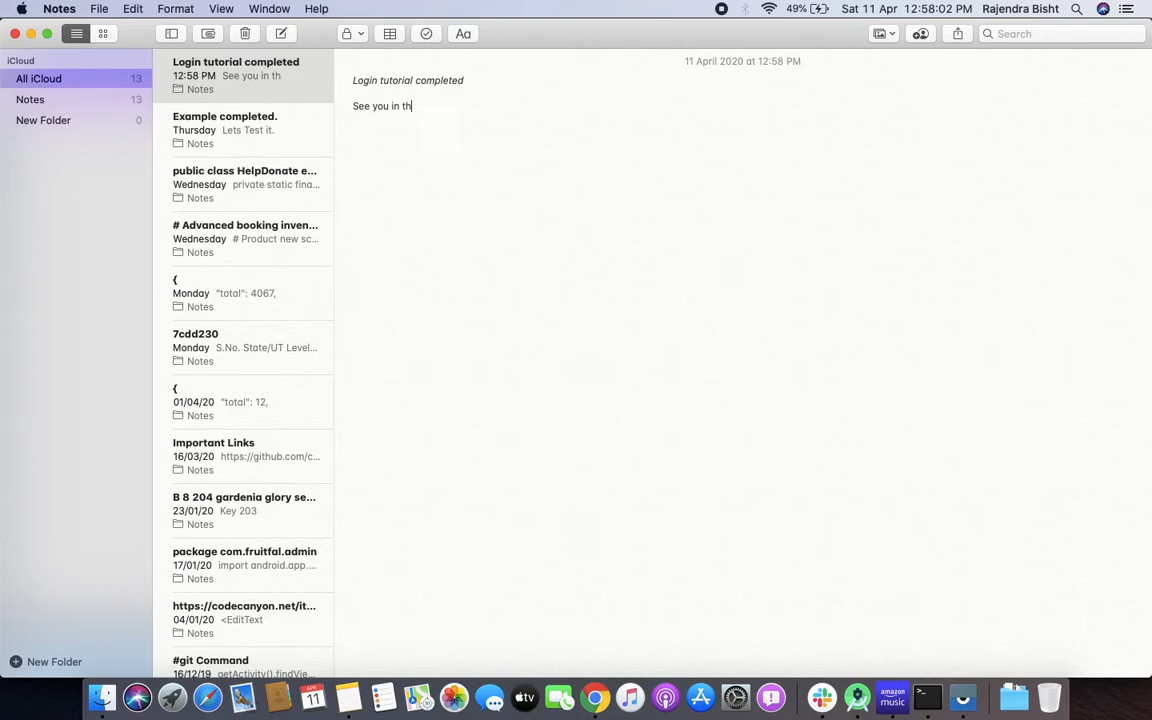 Notes File Edit Format View Window Help 49% Sat 11 Apr 12:58:02 PM Rajendra Bisht
Aa Search
iCloud
All iCloud 13
Notes 13
New Folder 0
New Folder
Login tutorial completed
12:58 PM See you in th
Notes
Example completed.
Thursday Lets Test it.
Notes
public class HelpDonate e...
Wednesday private static fina...
Notes
# Advanced booking inven...
Wednesday # Product new sc...
Notes
{
Monday "total": 4067,
Notes
7cdd230
Monday S.No. State/UT Level...
Notes
{
01/04/20 "total": 12,
Notes
Important Links
16/03/20 https://github.com/c...
Notes
B 8 204 gardenia glory se...
23/01/20 Key 203
Notes
package com.fruitfal.admin
17/01/20 import android.app....
Notes
https://codecanyon.net/it...
04/01/20 <EditText
Notes
#git Command
16/12/19 getActivity().findVie...
11 April 2020 at 12:58 PM
Login tutorial completed
See you in th
APR
11
tv
amazon
music
>_